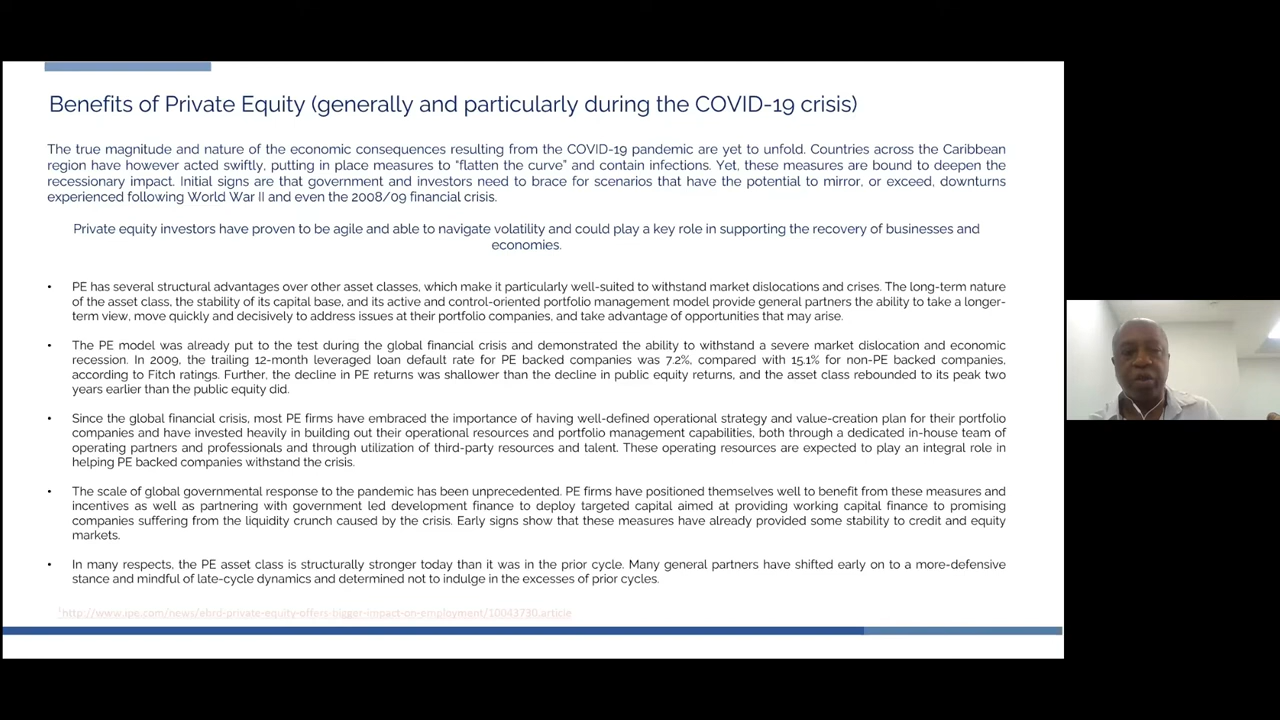 Benefits of Private Equity (generally and particularly during the COVID-19 crisis)
The true magnitude and nature of the economic consequences resulting from the COVID-19 pandemic are yet to unfold. Countries across the Caribbean
region have however acted swiftly, putting in place measures to “flatten the curve” and contain infections. Yet, these measures are bound to deepen the
recessionary impact. Initial signs are that government and investors need to brace for scenarios that have the potential to mirror, or exceed, downturns
experienced following World War II and even the 2008/09 financial crisis.
Private equity investors have proven to be agile and able to navigate volatility and could play a key role in supporting the recovery of businesses and
economies.
• PE has several structural advantages over other asset classes, which make it particularly well-suited to withstand market dislocations and crises. The long-term nature
of the asset class, the stability of its capital base, and its active and control-oriented portfolio management model provide general partners the ability to take a longer-
term view, move quickly and decisively to address issues at their portfolio companies, and take advantage of opportunities that may arise.
• The PE model was already put to the test during the global financial crisis and demonstrated the ability to withstand a severe market dislocation and economic
recession. In 2009, the trailing 12-month leveraged loan default rate for PE backed companies was 7.2%, compared with 15.1% for non-PE backed companies,
according to Fitch ratings. Further, the decline in PE returns was shallower than the decline in public equity returns, and the asset class rebounded to its peak two
years earlier than the public equity did.
• Since the global financial crisis, most PE firms have embraced the importance of having well-defined operational strategy and value-creation plan for their portfolio
companies and have invested heavily in building out their operational resources and portfolio management capabilities, both through a dedicated in-house team of
operating partners and professionals and through utilization of third-party resources and talent. These operating resources are expected to play an integral role in
helping PE backed companies withstand the crisis.
• The scale of global governmental response to the pandemic has been unprecedented. PE firms have positioned themselves well to benefit from these measures and
incentives as well as partnering with government led development finance to deploy targeted capital aimed at providing working capital finance to promising
companies suffering from the liquidity crunch caused by the crisis. Early signs show that these measures have already provided some stability to credit and equity
markets.
• In many respects, the PE asset class is structurally stronger today than it was in the prior cycle. Many general partners have shifted early on to a more-defensive
stance and mindful of late-cycle dynamics and determined not to indulge in the excesses of prior cycles.
¹http://www.ipe.com/news/ebrd-private-equity-offers-bigger-impact-on-employment/10043730.article